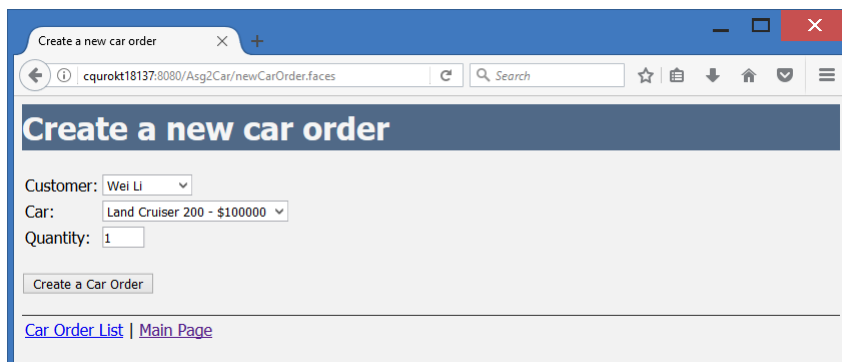 Create a new car order
cqurokt18137:8080/Asg2Car/newCarOrder.faces
Search
Create a new car order
Customer: Wei Li
Car: Land Cruiser 200 - $100000
Quantity: 1
Create a Car Order
Car Order List | Main Page